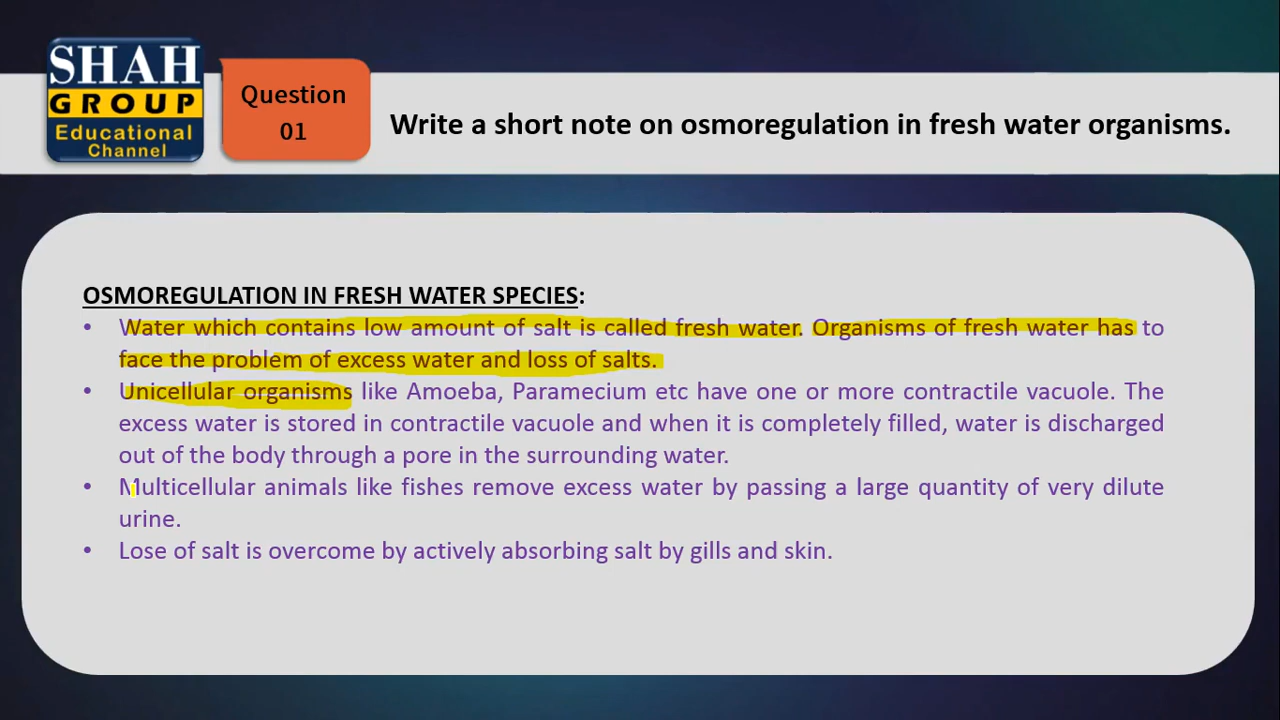 SHAH
GROUP
Educational
Channel
Question
01
Write a short note on osmoregulation in fresh water organisms.
OSMOREGULATION IN FRESH WATER SPECIES:
• Water which contains low amount of salt is called fresh water. Organisms of fresh water has to
face the problem of excess water and loss of salts.
• Unicellular organisms like Amoeba, Paramecium etc have one or more contractile vacuole. The
excess water is stored in contractile vacuole and when it is completely filled, water is discharged
out of the body through a pore in the surrounding water.
• Multicellular animals like fishes remove excess water by passing a large quantity of very dilute
urine.
• Lose of salt is overcome by actively absorbing salt by gills and skin.